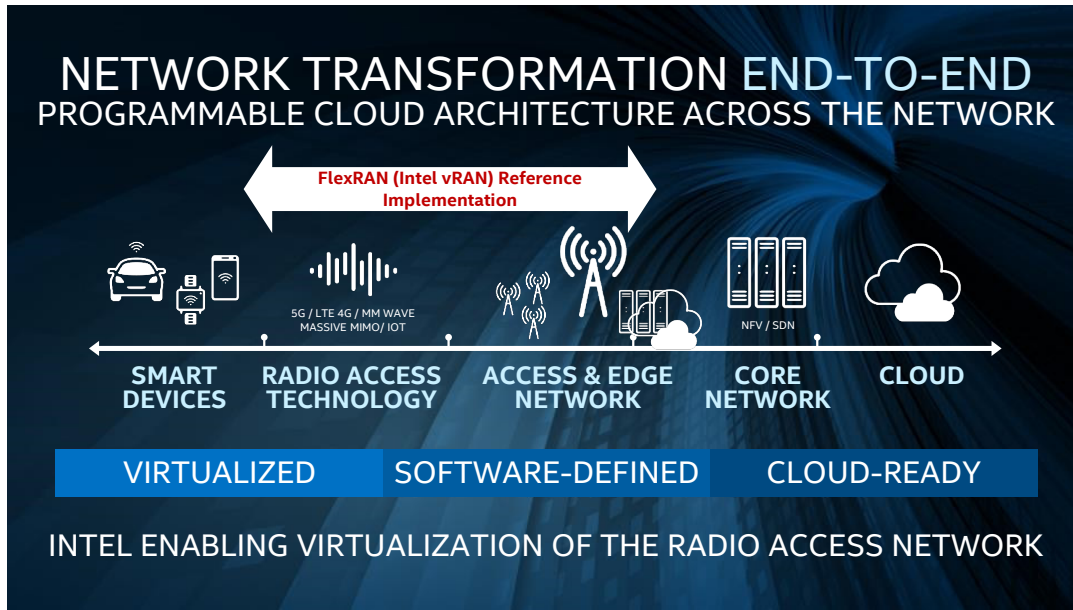 NETWORK TRANSFORMATION END-TO-END
PROGRAMMABLE CLOUD ARCHITECTURE ACROSS THE NETWORK
FlexRAN (Intel vRAN) Reference
Implementation
5G / LTE 4G / MM WAVE
MASSIVE MIMO/ IOT
NFV / SDN
SMART
DEVICES
RADIO ACCESS
TECHNOLOGY
ACCESS & EDGE
NETWORK
CORE
NETWORK
CLOUD
VIRTUALIZED
SOFTWARE-DEFINED
CLOUD-READY
INTEL ENABLING VIRTUALIZATION OF THE RADIO ACCESS NETWORK